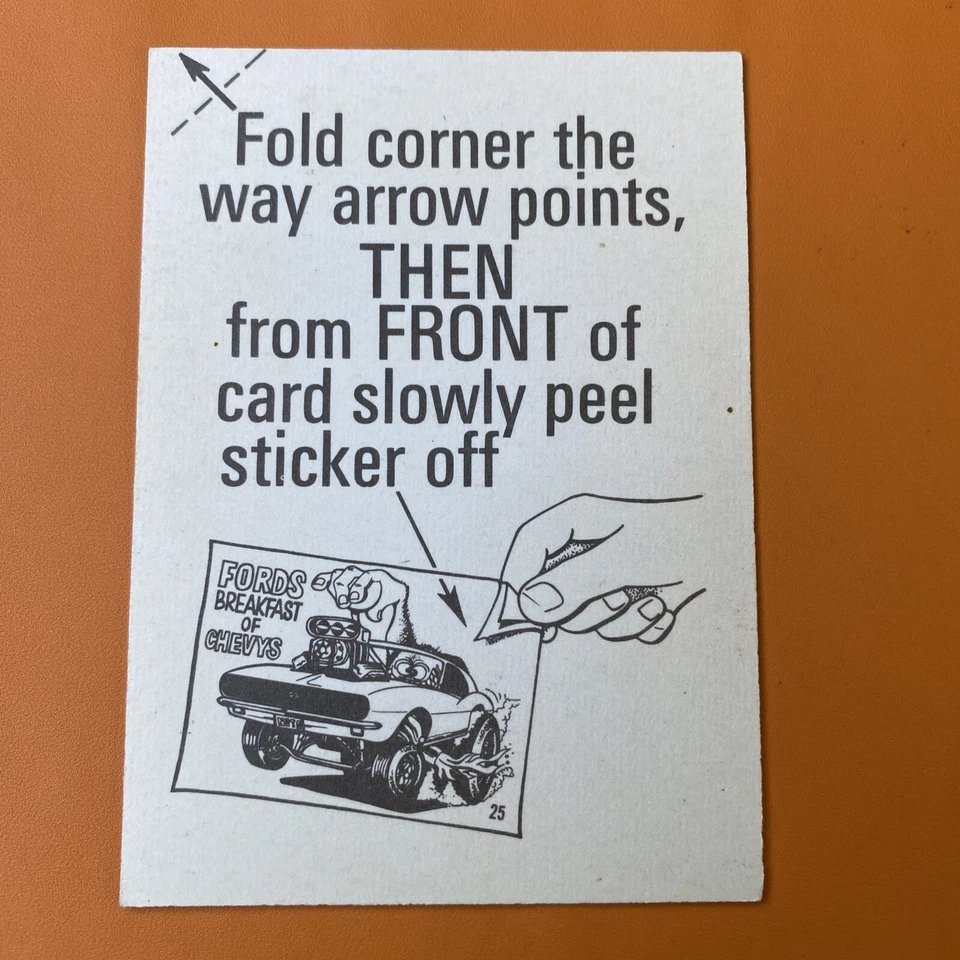 Fold corner the
way arrow points,
THEN
from FRONT of
card slowly peel
sticker off
FORDS
BREAKFAST
OF
CHEVYS
25